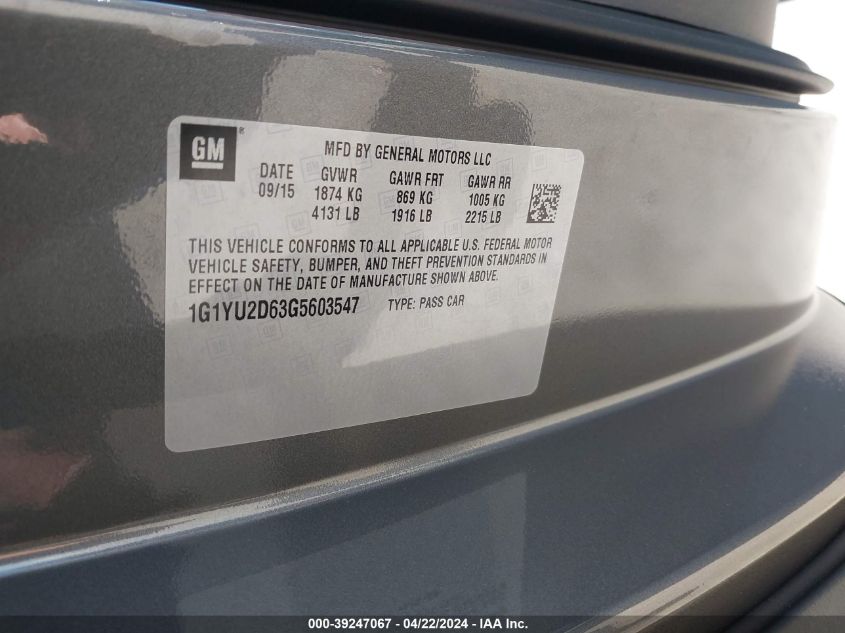 GM®
MFD BY GENERAL MOTORS LLC
DATE GVWR GAWR FRT GAWR RR
09/15 1874 KG 869 KG 1005 KG
4131 LB 1916 LB 2215 LB
THIS VEHICLE CONFORMS TO ALL APPLICABLE U.S. FEDERAL MOTOR
VEHICLE SAFETY, BUMPER, AND THEFT PREVENTION STANDARDS IN
EFFECT ON THE DATE OF MANUFACTURE SHOWN ABOVE.
1G1YU2D63G5603547 TYPE: PASS CAR
000-39247067 - 04/22/2024 - IAA Inc.